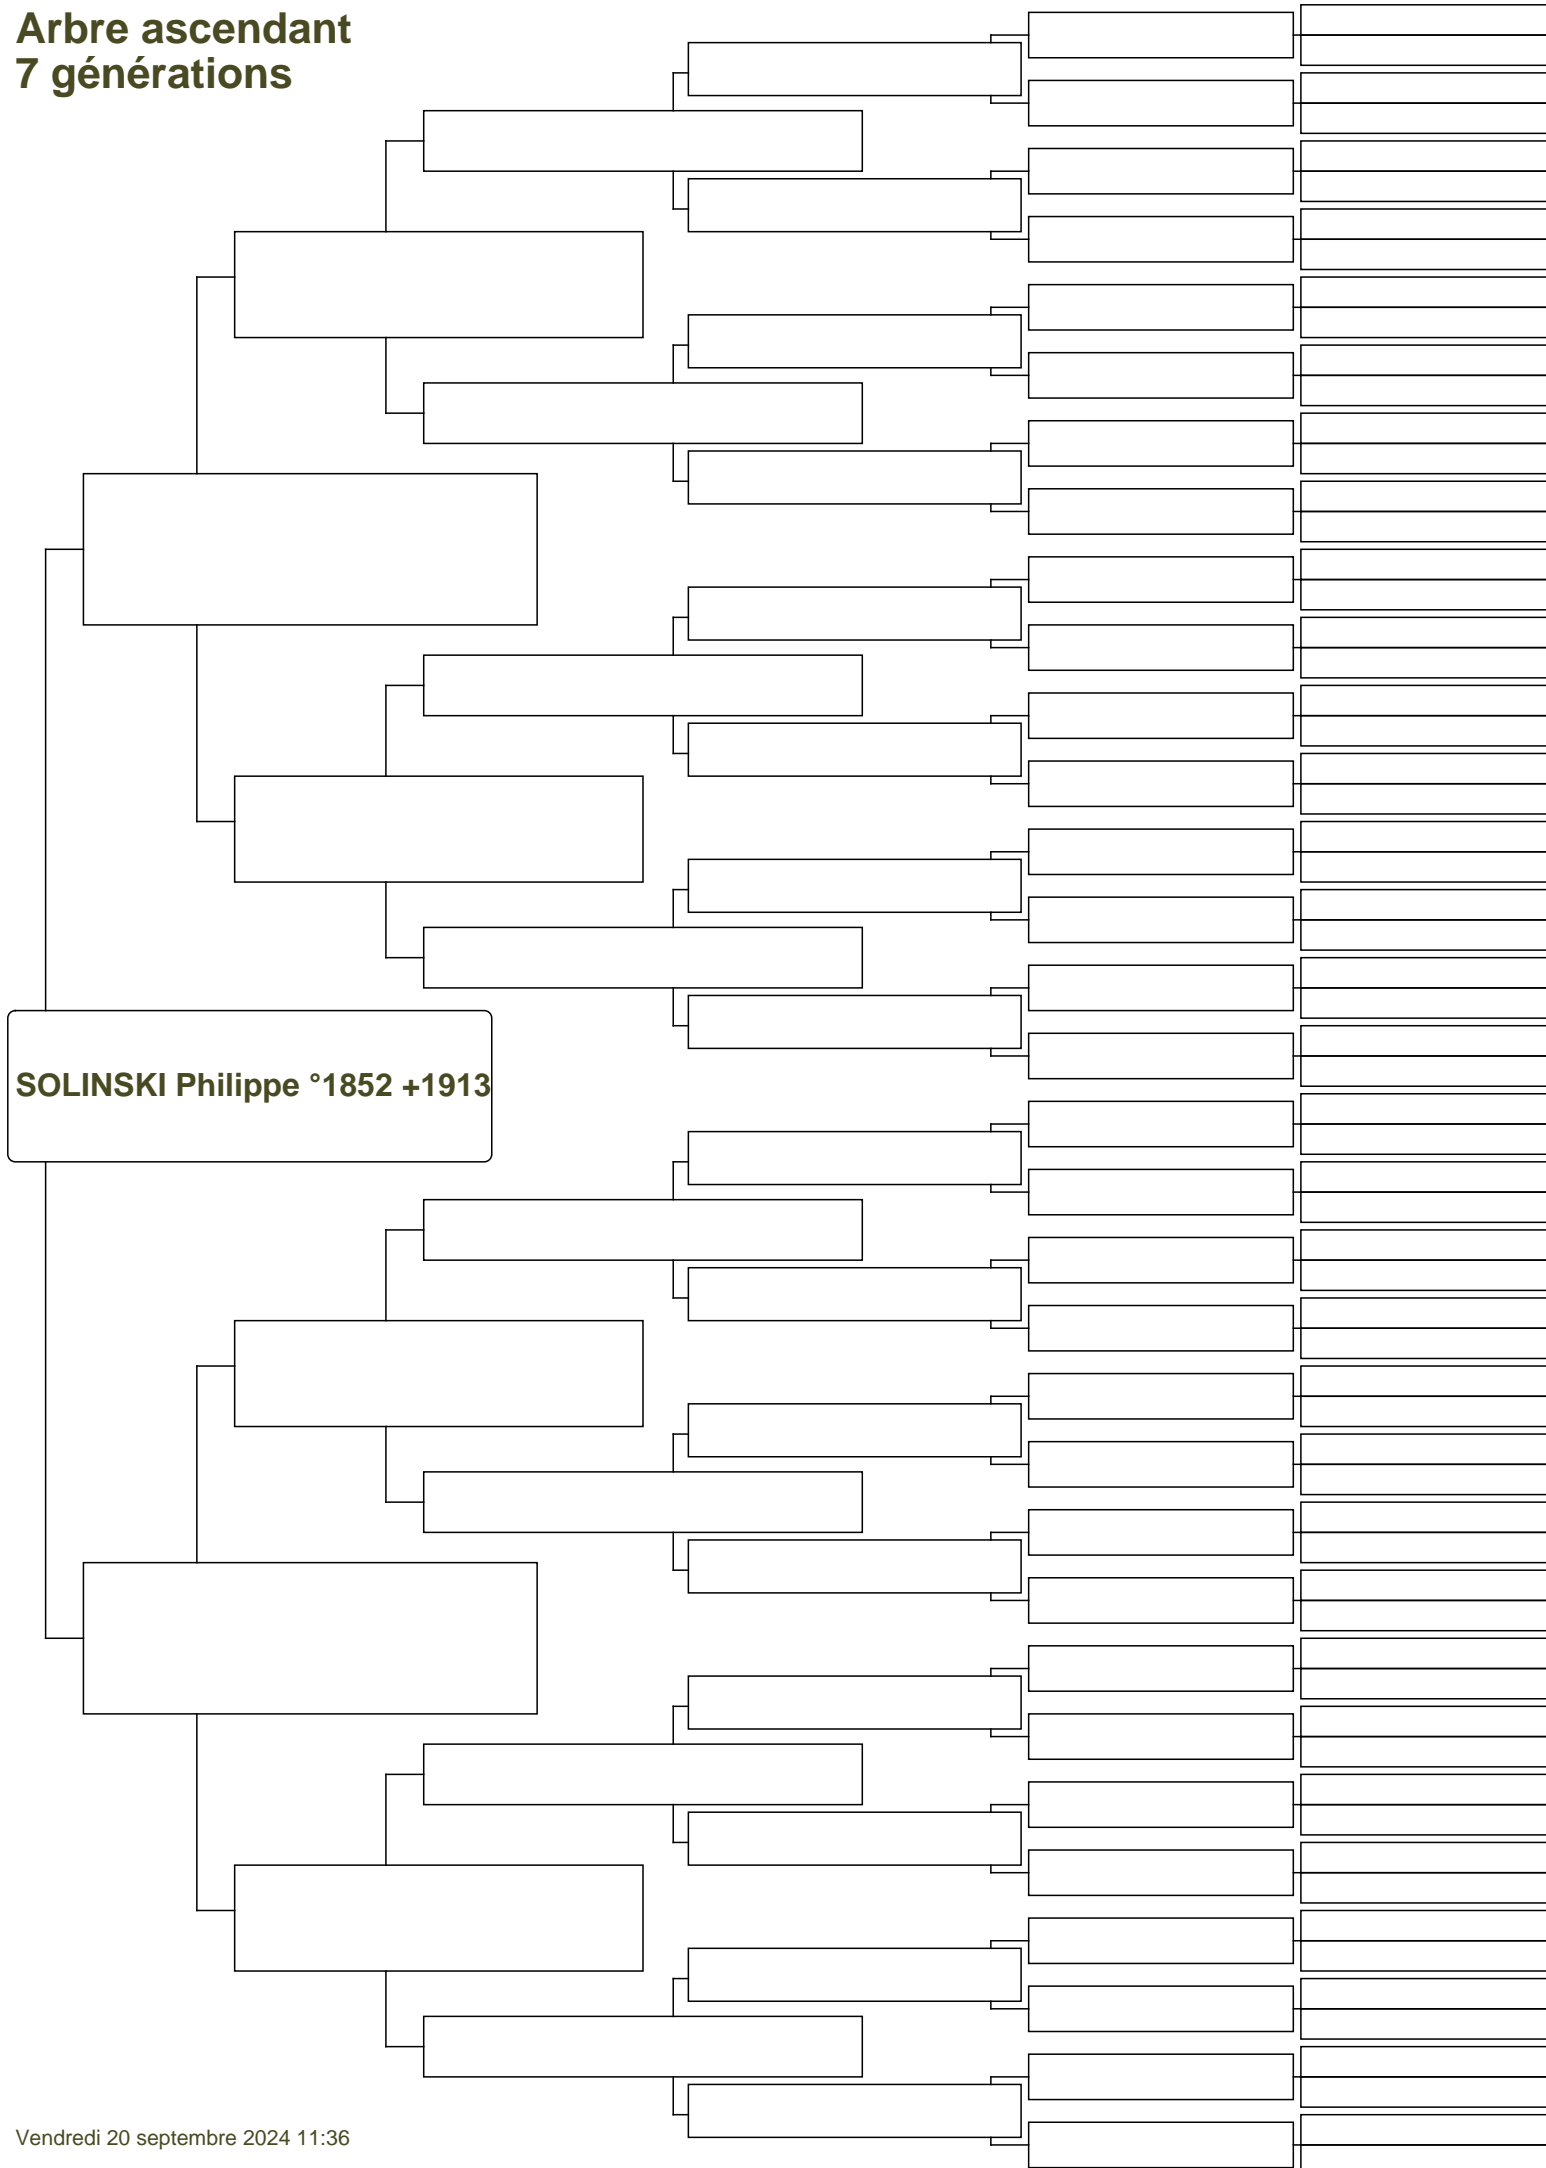 Arbre ascendant
7 générations
SOLINSKI Philippe °1852 +1913
Vendredi 20 septembre 2024 11:36